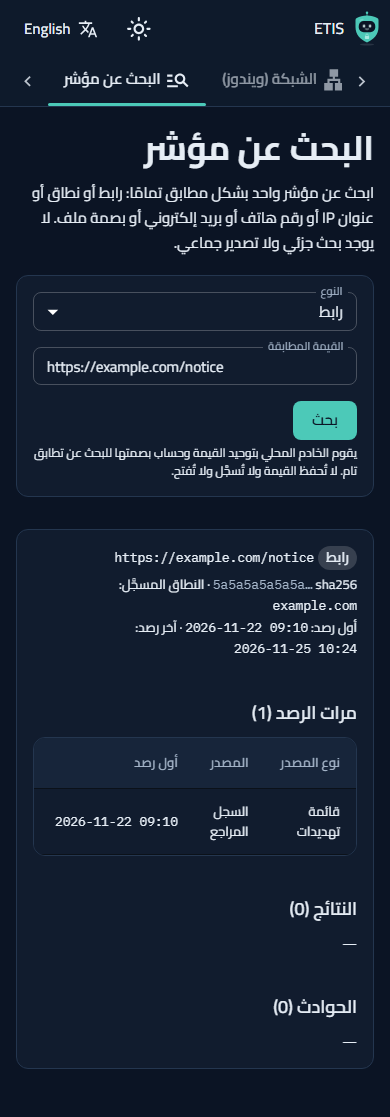 ETIS
English
الشبكة (ويندوز)
البحث عن مؤشر
البحث عن مؤشر
ابحث عن مؤشر واحد بشكل مطابق تمامًا: رابط أو نطاق أو
عنوان IP أو رقم هاتف أو بريد إلكتروني أو بصمة ملف. لا
يوجد بحث جزئي ولا تصدير جماعي.
النوع
رابط
القيمة المطابقة
https://example.com/notice
بحث
يقوم الخادم المحلي بتوحيد القيمة وحساب بصمتها للبحث عن تطابق
تام. لا تُحفظ القيمة ولا تُسجَّل ولا تُفتح.
رابط https://example.com/notice
sha256 5a5a5a5a5a5a… · النطاق المسجَّل:
example.com
أول رصد: 2026-11-22 09:10 · آخر رصد:
2026-11-25 10:24
مرات الرصد (1)
نوع المصدر المصدر أول رصد
قائمة تهديدات السجل المراجع 2026-11-22 09:10
النتائج (0)
—
الحوادث (0)
—